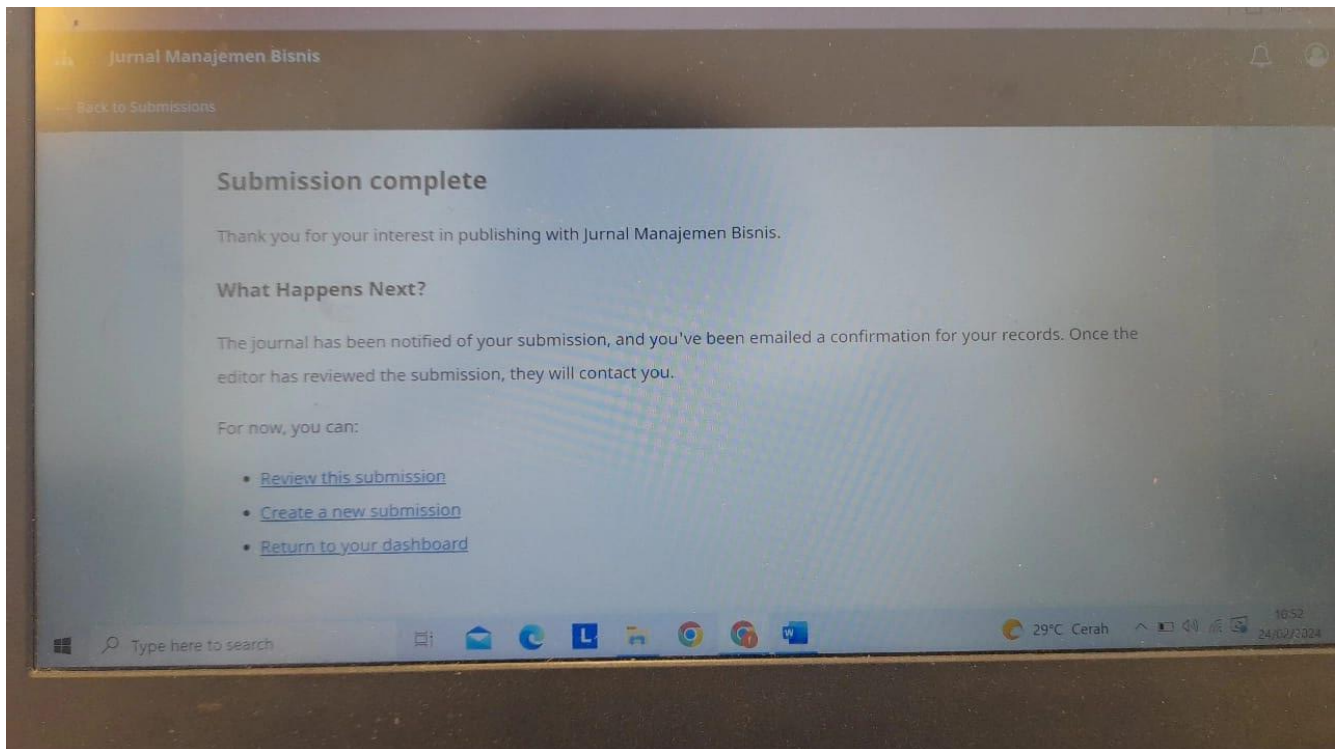 Jurnal Manajemen Bisnis
← Back to Submissions
Submission complete
Thank you for your interest in publishing with Jurnal Manajemen Bisnis.
What Happens Next?
The journal has been notified of your submission, and you've been emailed a confirmation for your records. Once the
editor has reviewed the submission, they will contact you.
For now, you can:
• Review this submission
• Create a new submission
• Return to your dashboard
Type here to search
L
W
29°C Cerah
24/02/2024